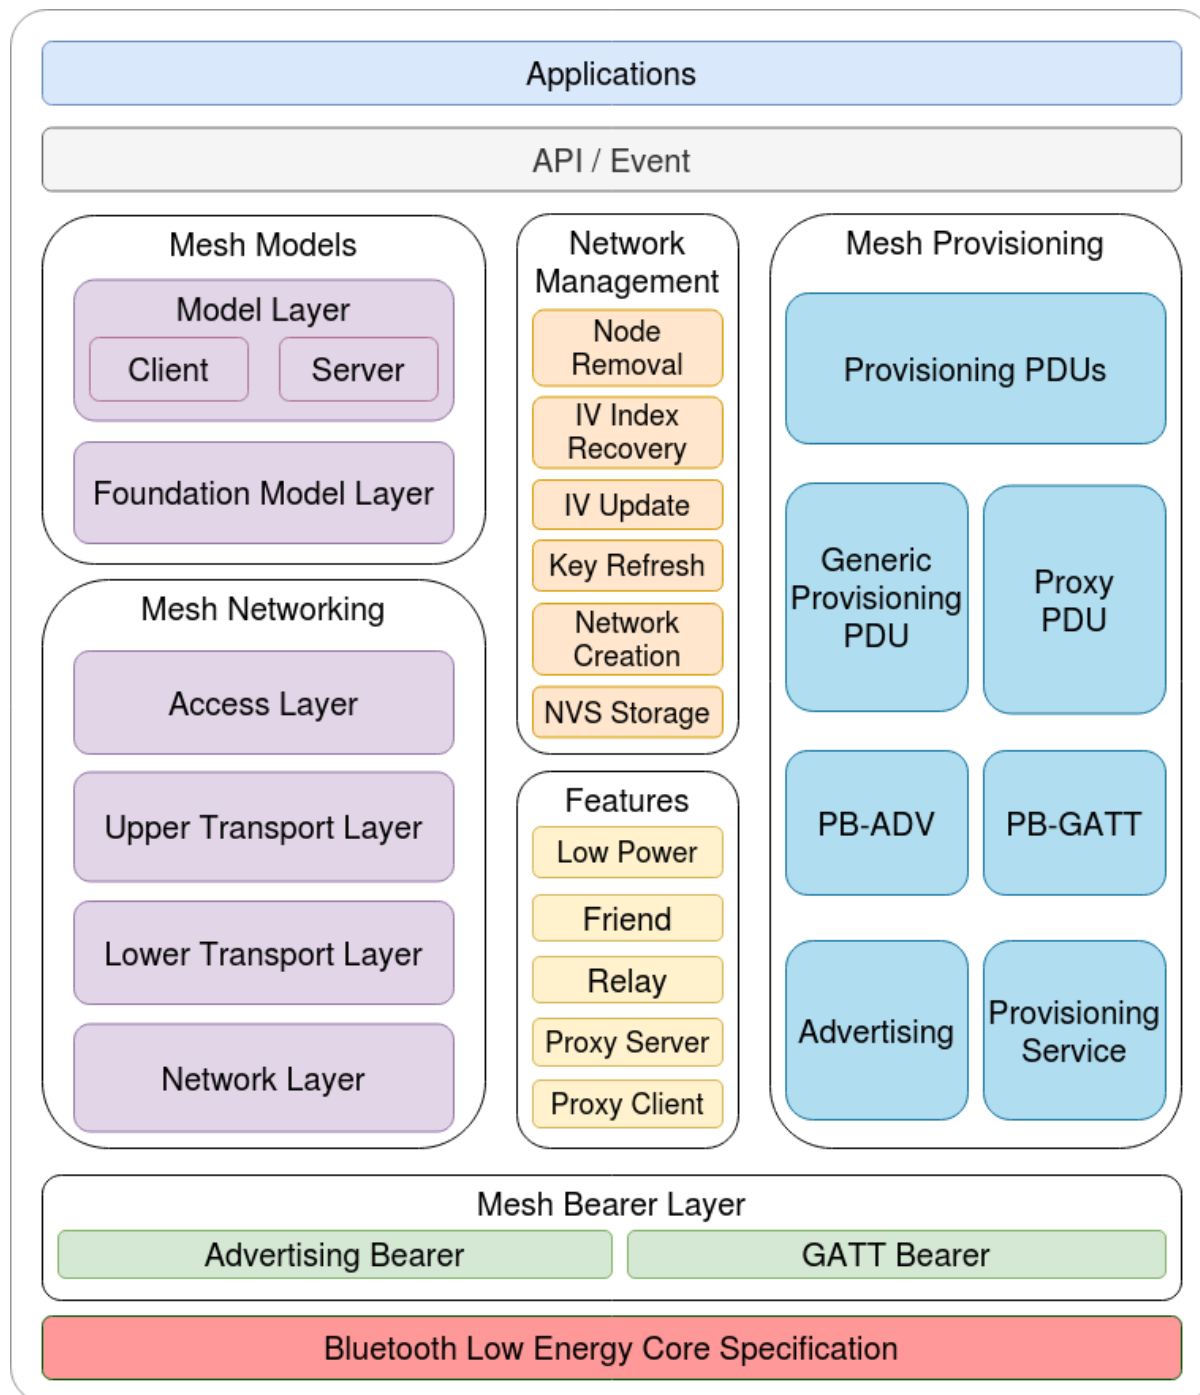 Applications
API / Event
Mesh Models
Model Layer
Client
Server
Foundation Model Layer
Mesh Networking
Access Layer
Upper Transport Layer
Lower Transport Layer
Network Layer
Network
Management
Node
Removal
IV Index
Recovery
IV Update
Key Refresh
Network
Creation
NVS Storage
Features
Low Power
Friend
Relay
Proxy Server
Proxy Client
Mesh Provisioning
Provisioning PDUs
Generic
Provisioning
PDU
Proxy
PDU
PB-ADV
PB-GATT
Advertising
Provisioning
Service
Mesh Bearer Layer
Advertising Bearer
GATT Bearer
Bluetooth Low Energy Core Specification